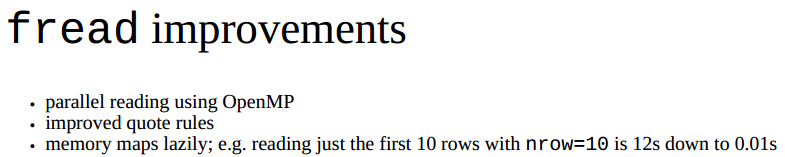 fread improvements
• parallel reading using OpenMP
• improved quote rules
• memory maps lazily; e.g. reading just the first 10 rows with nrow=10 is 12s down to 0.01s